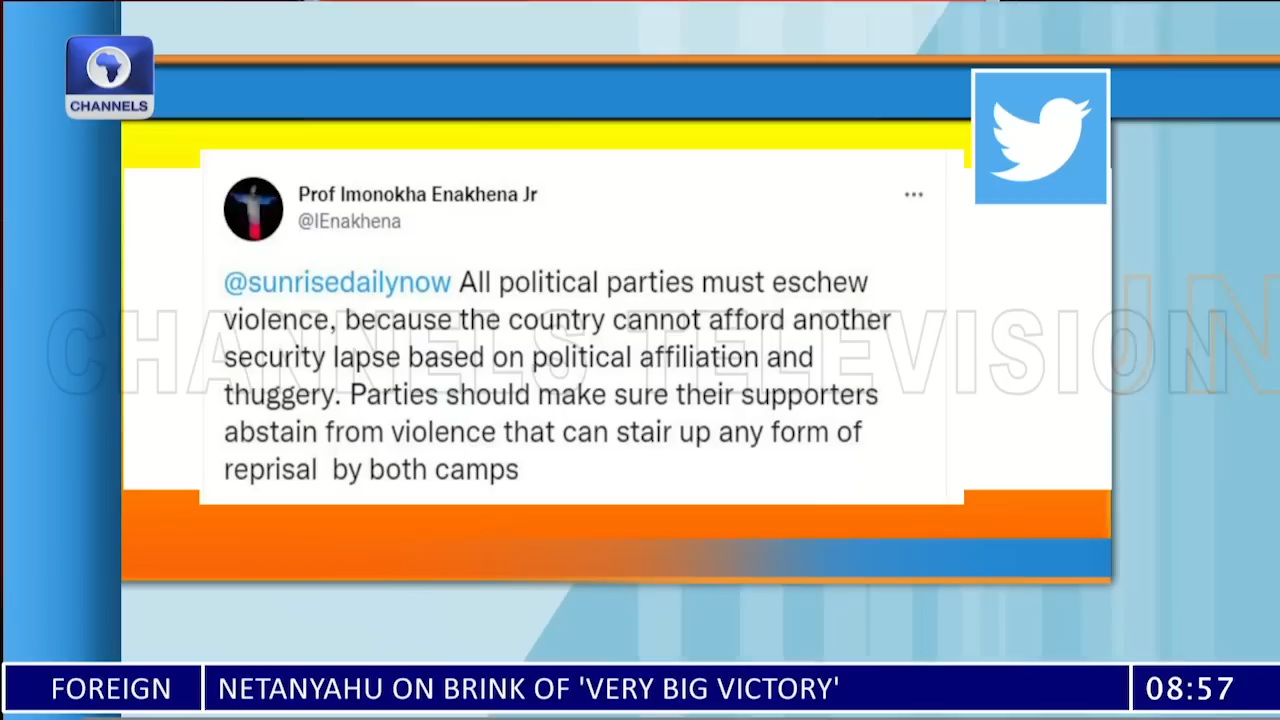 CHANNELS
Prof Imonokha Enakhena Jr
@IEnakhena
@sunrisedailynow All political parties must eschew
violence, because the country cannot afford another
security lapse based on political affiliation and
thuggery. Parties should make sure their supporters
abstain from violence that can stair up any form of
reprisal by both camps
CHANNELS TELEVISION
FOREIGN
NETANYAHU ON BRINK OF 'VERY BIG VICTORY'
08:57